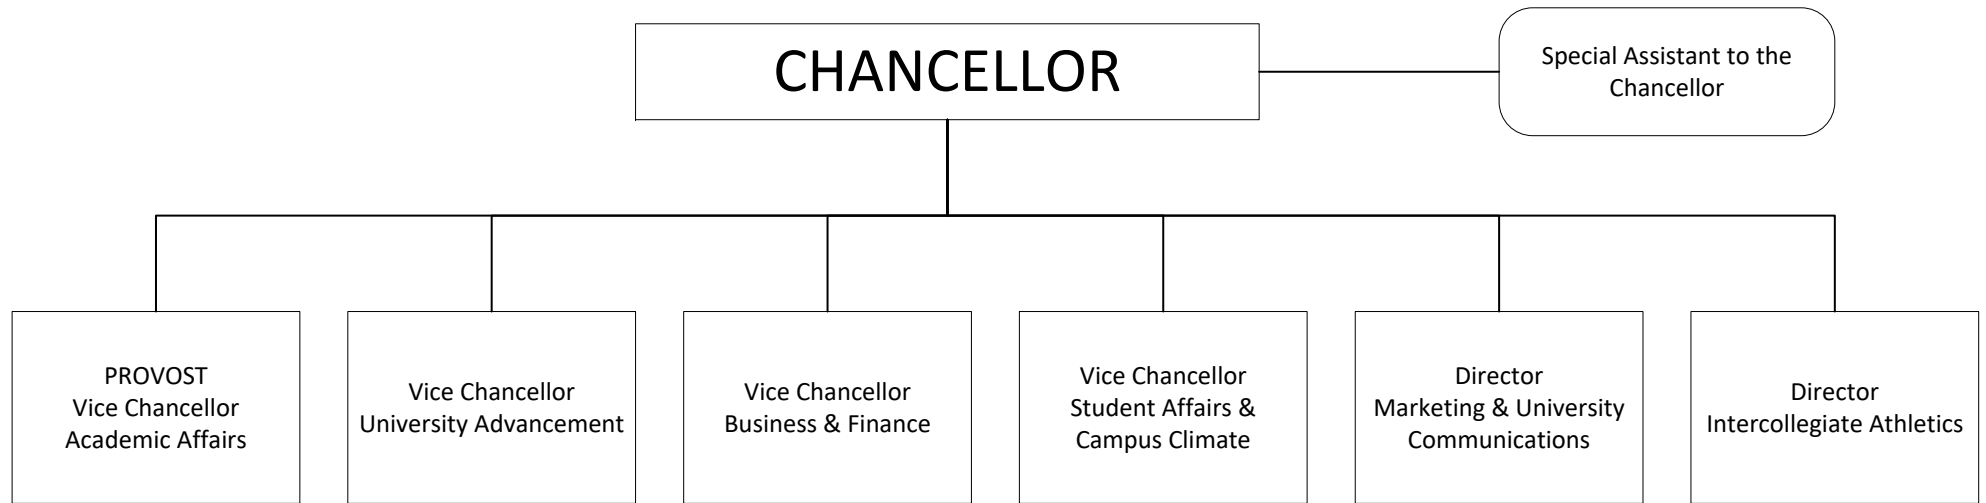 CHANCELLOR
Special Assistant to the
Chancellor
PROVOST
Vice Chancellor
Academic Affairs
Vice Chancellor
University Advancement
Vice Chancellor
Business & Finance
Vice Chancellor
Student Affairs &
Campus Climate
Director
Marketing & University
Communications
Director
Intercollegiate Athletics